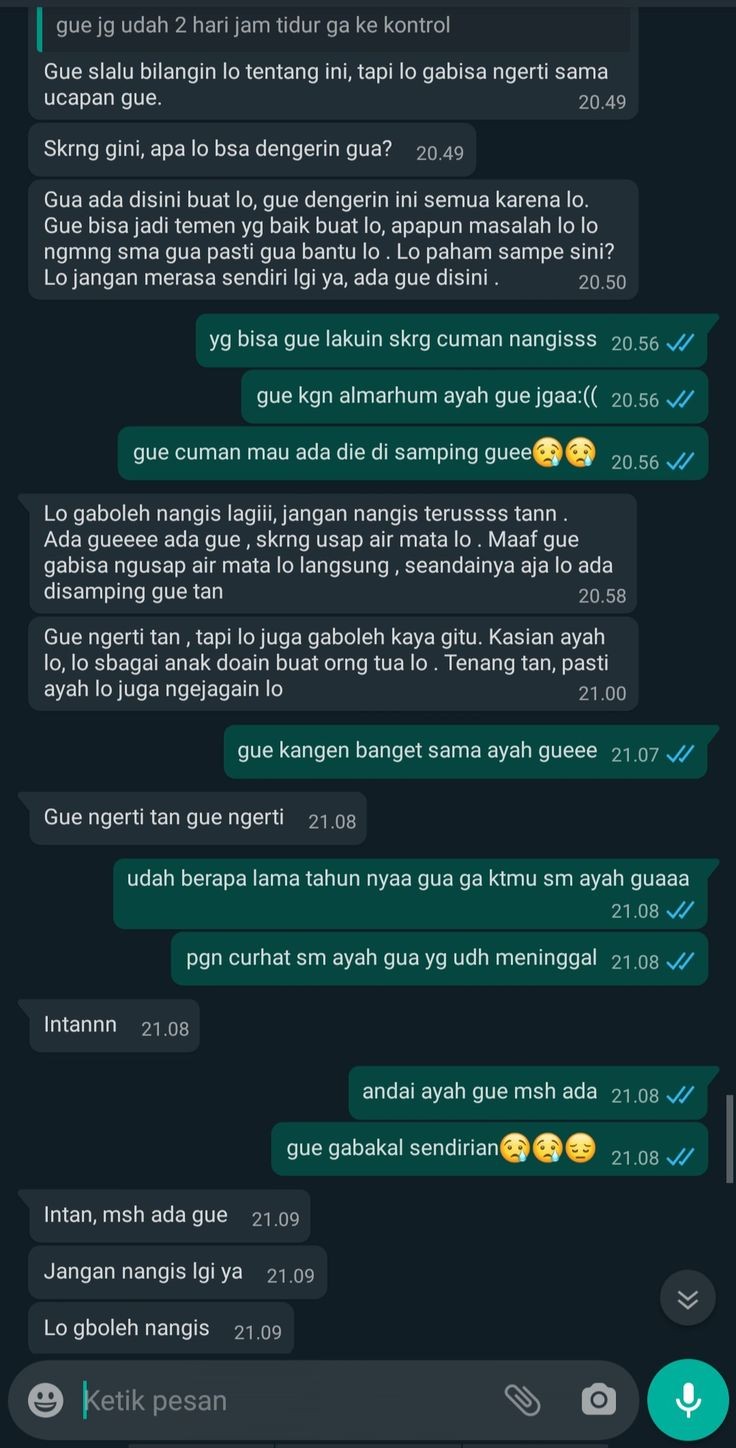 gue jg udah 2 hari jam tidur ga ke kontrol
Gue slalu bilangin lo tentang ini, tapi lo gabisa ngerti sama
ucapan gue.
20.49
Skrng gini, apa lo bsa dengerin gua? 20.49
Gua ada disini buat lo, gue dengerin ini semua karena lo.
Gue bisa jadi temen yg baik buat lo, apapun masalah lo lo
ngmng sma gua pasti gua bantu lo . Lo paham sampe sini?
Lo jangan merasa sendiri lgi ya, ada gue disini .
20.50
yg bisa gue lakuin skrg cuman nangisss 20.56
gue kgn almarhum ayah gue jgaa:(( 20.56
gue cuman mau ada die di samping guee😢😢 20.56
Lo gaboleh nangis lagiii, jangan nangis terussss tann .
Ada gueeee ada gue , skrng usap air mata lo . Maaf gue
gabisa ngusap air mata lo langsung , seandainya aja lo ada
disamping gue tan
20.58
Gue ngerti tan , tapi lo juga gaboleh kaya gitu. Kasian ayah
lo, lo sbagai anak doain buat orng tua lo . Tenang tan, pasti
ayah lo juga ngejagain lo
21.00
gue kangen banget sama ayah gueee 21.07
Gue ngerti tan gue ngerti 21.08
udah berapa lama tahun nyaa gua ga ktmu sm ayah guaaa
21.08
pgn curhat sm ayah gua yg udh meninggal 21.08
Intannn 21.08
andai ayah gue msh ada 21.08
gue gabakal sendirian😢😢😔 21.08
Intan, msh ada gue 21.09
Jangan nangis lgi ya 21.09
Lo gboleh nangis 21.09
Ketik pesan